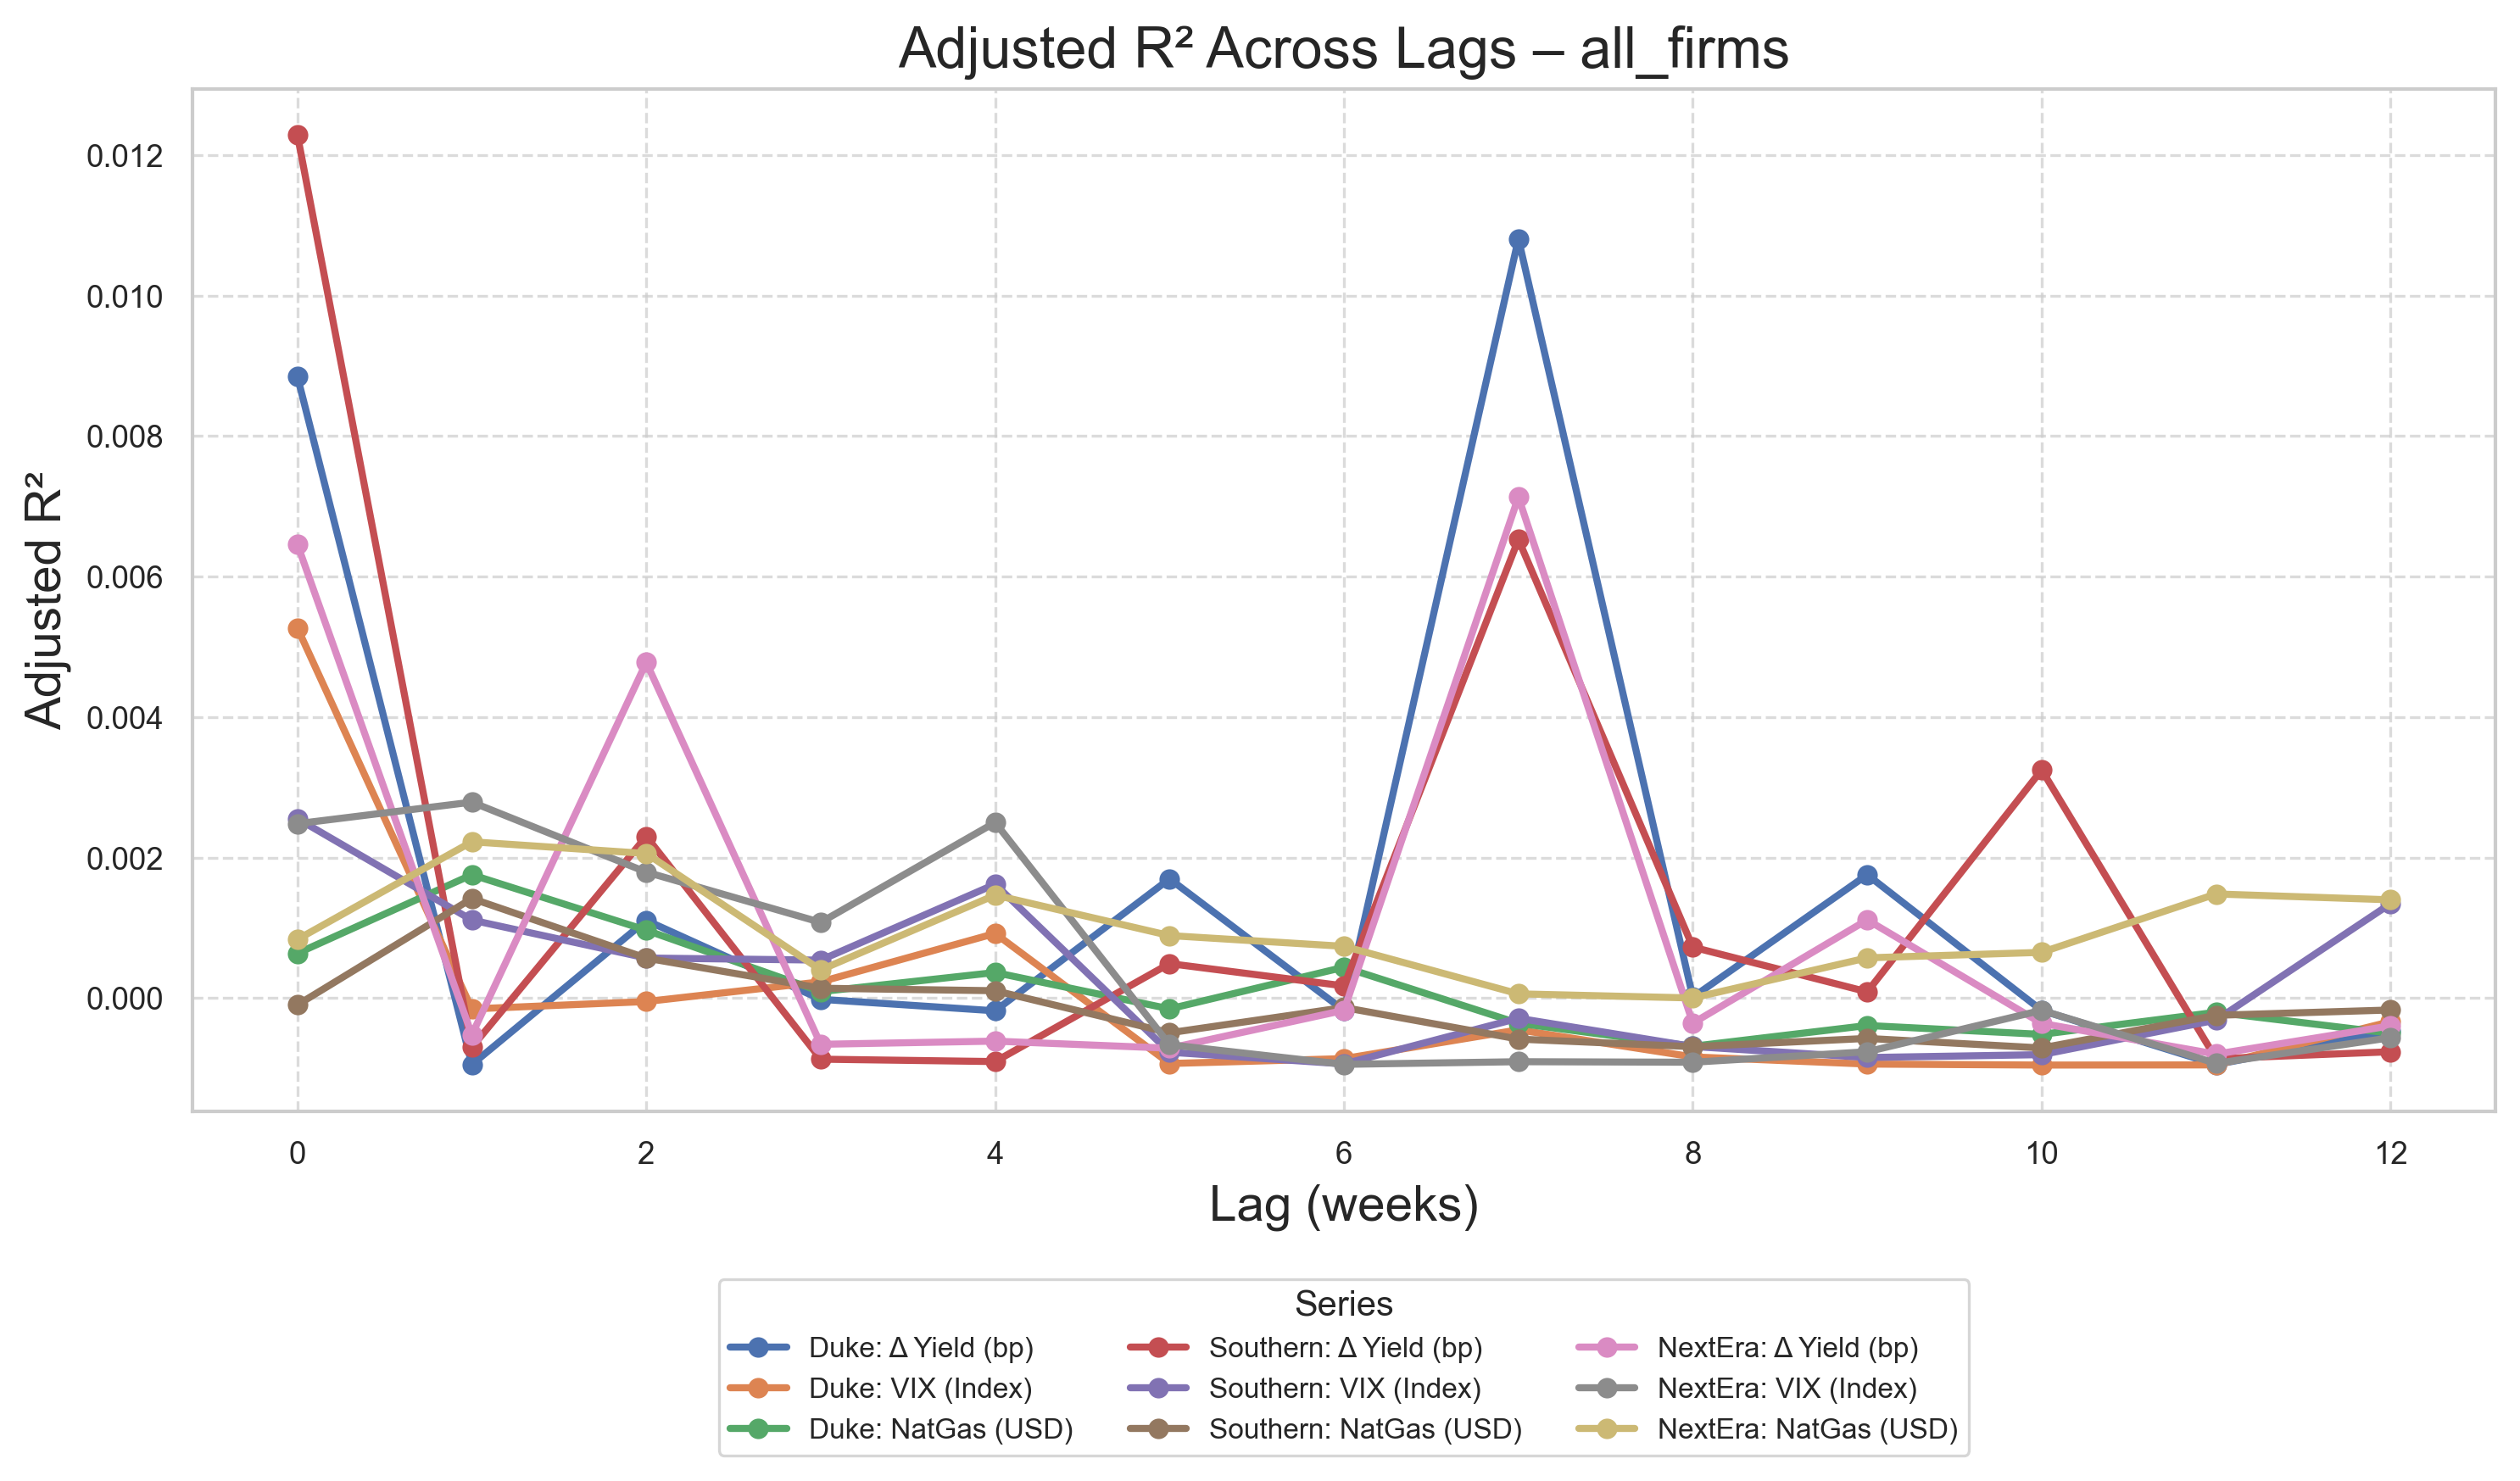 Adjusted R² Across Lags – all_firms
Adjusted R²
0.012
0.010
0.008
0.006
0.004
0.002
0.000
0 2 4 6 8 10 12
Lag (weeks)
Series
Duke: Δ Yield (bp) Southern: Δ Yield (bp) NextEra: Δ Yield (bp)
Duke: VIX (Index) Southern: VIX (Index) NextEra: VIX (Index)
Duke: NatGas (USD) Southern: NatGas (USD) NextEra: NatGas (USD)